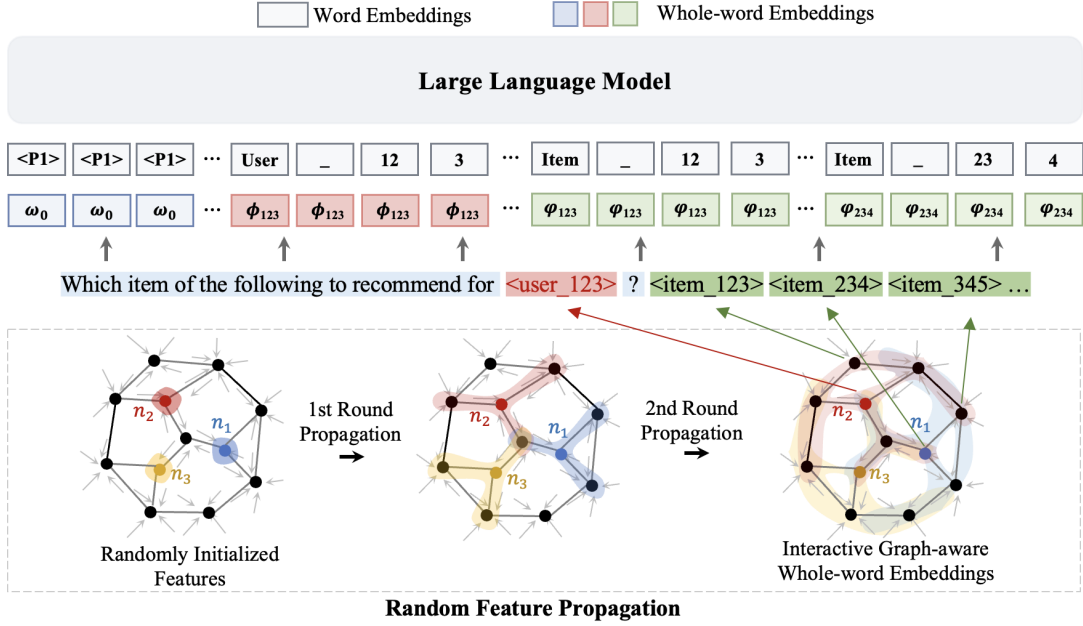 Word Embeddings Whole-word Embeddings
Large Language Model
<P1> <P1> <P1> ... User _ 12 3 ... Item _ 12 3 ... Item _ 23 4
ω₀ ω₀ ω₀ ... ϕ₁₂₃ ϕ₁₂₃ ϕ₁₂₃ ϕ₁₂₃ ... φ₁₂₃ φ₁₂₃ φ₁₂₃ φ₁₂₃ ... φ₂₃₄ φ₂₃₄ φ₂₃₄ φ₂₃₄
Which item of the following to recommend for <user_123> ? <item_123> <item_234> <item_345> ...
n₂ n₁ n₃
1st Round
Propagation
n₂ n₁ n₃
2nd Round
Propagation
n₂ n₁ n₃
Randomly Initialized
Features
Interactive Graph-aware
Whole-word Embeddings
Random Feature Propagation